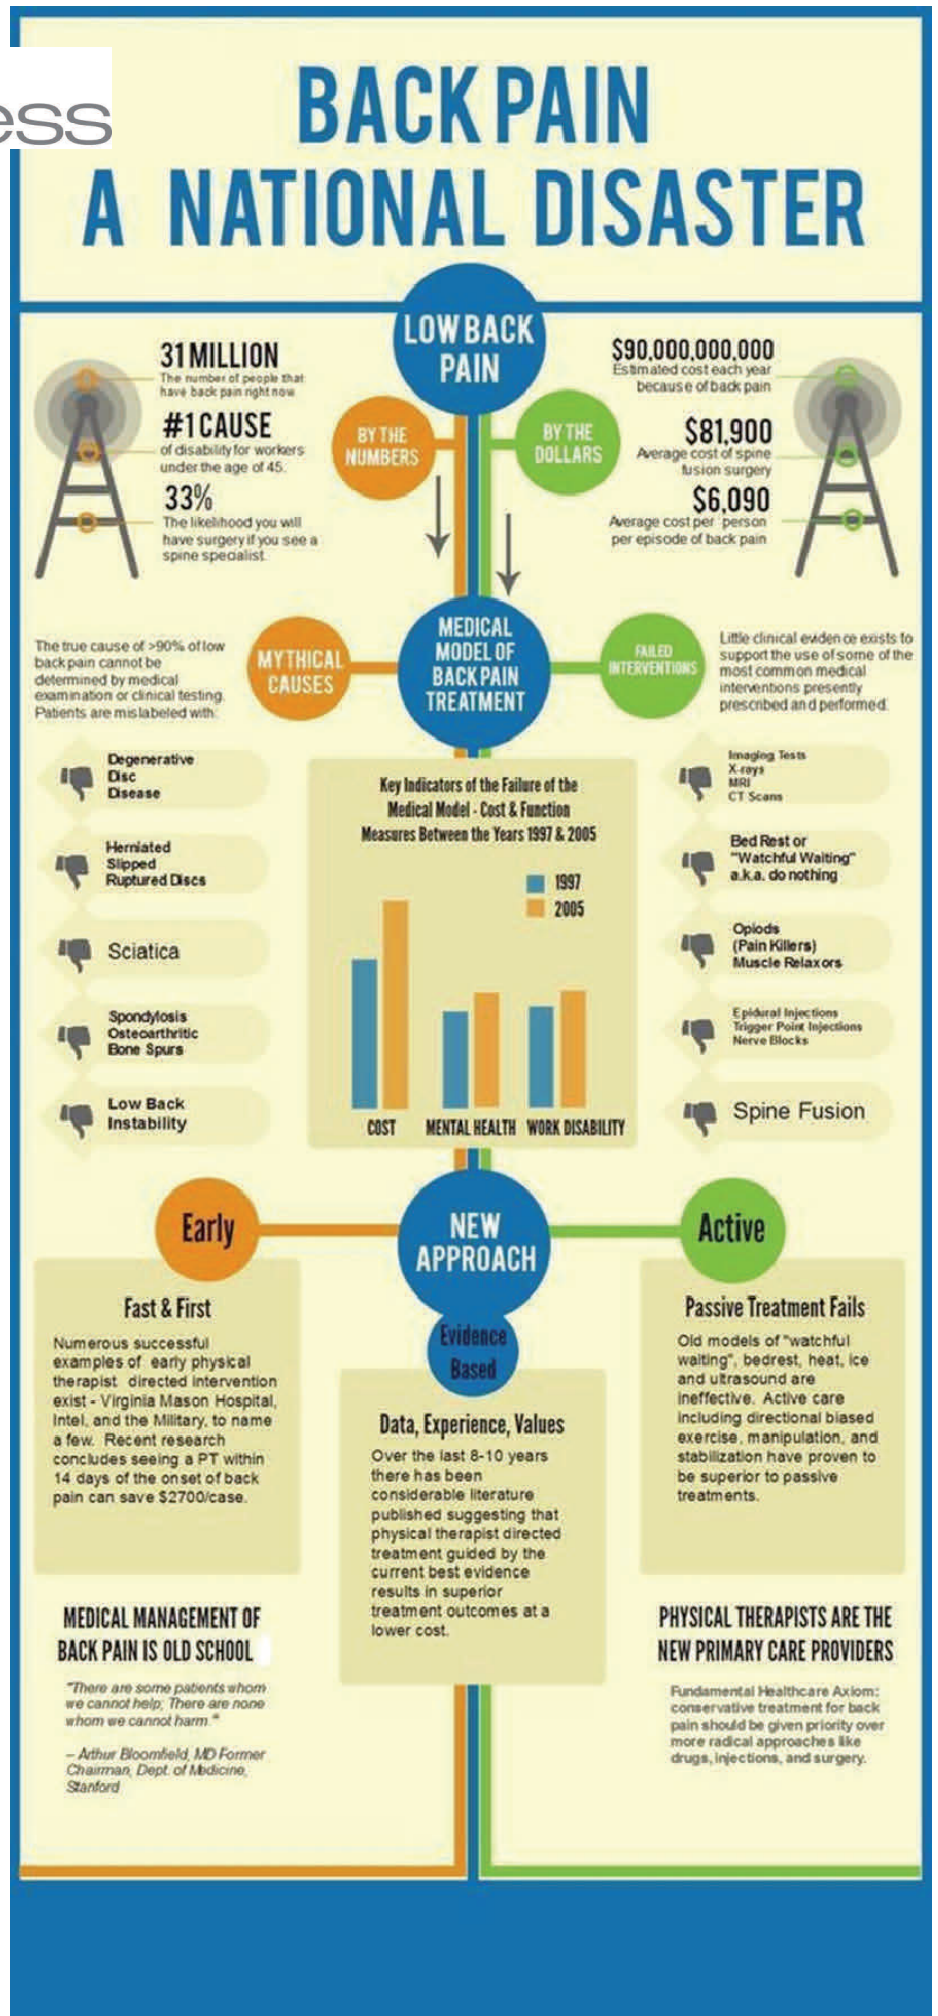 ess
BACK PAIN
A NATIONAL DISASTER
LOW BACK
PAIN
31 MILLION
The number of people that
have back pain right now
#1 CAUSE
of disability for workers
under the age of 45.
33%
The likelihood you will
have surgery if you see a
spine specialist.
BY THE
NUMBERS
BY THE
DOLLARS
$90,000,000,000
Estimated cost each year
because of back pain
$81,900
Average cost of spine
fusion surgery
$6,090
Average cost per person
per episode of back pain
The true cause of >90% of low
back pain cannot be
determined by medical
examination or clinical testing.
Patients are mislabeled with:
MYTHICAL
CAUSES
MEDICAL
MODEL OF
BACK PAIN
TREATMENT
FAILED
INTERVENTIONS
Little clinical evidence exists to
support the use of some of the
most common medical
interventions presently
prescribed and performed.
Degenerative
Disc
Disease
Herniated
Slipped
Ruptured Discs
Sciatica
Spondylosis
Osteoarthritic
Bone Spurs
Low Back
Instability
Key Indicators of the Failure of the
Medical Model - Cost & Function
Measures Between the Years 1997 & 2005
1997
2005
COST
MENTAL HEALTH
WORK DISABILITY
Imaging Tests
X-rays
MRI
CT Scans
Bed Rest or
"Watchful Waiting"
a.k.a. do nothing
Opiods
(Pain Killers)
Muscle Relaxors
Epidural Injections
Trigger Point Injections
Nerve Blocks
Spine Fusion
Early
NEW
APPROACH
Active
Evidence
Based
Fast & First
Numerous successful
examples of early physical
therapist directed intervention
exist - Virginia Mason Hospital,
Intel, and the Military, to name
a few. Recent research
concludes seeing a PT within
14 days of the onset of back
pain can save $2700/case.
Data, Experience, Values
Over the last 8-10 years
there has been
considerable literature
published suggesting that
physical therapist directed
treatment guided by the
current best evidence
results in superior
treatment outcomes at a
lower cost.
Passive Treatment Fails
Old models of "watchful
waiting", bedrest, heat, ice
and ultrasound are
ineffective. Active care
including directional biased
exercise, manipulation, and
stabilization have proven to
be superior to passive
treatments.
MEDICAL MANAGEMENT OF
BACK PAIN IS OLD SCHOOL
"There are some patients whom
we cannot help; There are none
whom we cannot harm."
– Arthur Bloomfield, MD Former
Chairman, Dept. of Medicine,
Stanford
PHYSICAL THERAPISTS ARE THE
NEW PRIMARY CARE PROVIDERS
Fundamental Healthcare Axiom:
conservative treatment for back
pain should be given priority over
more radical approaches like
drugs, injections, and surgery.